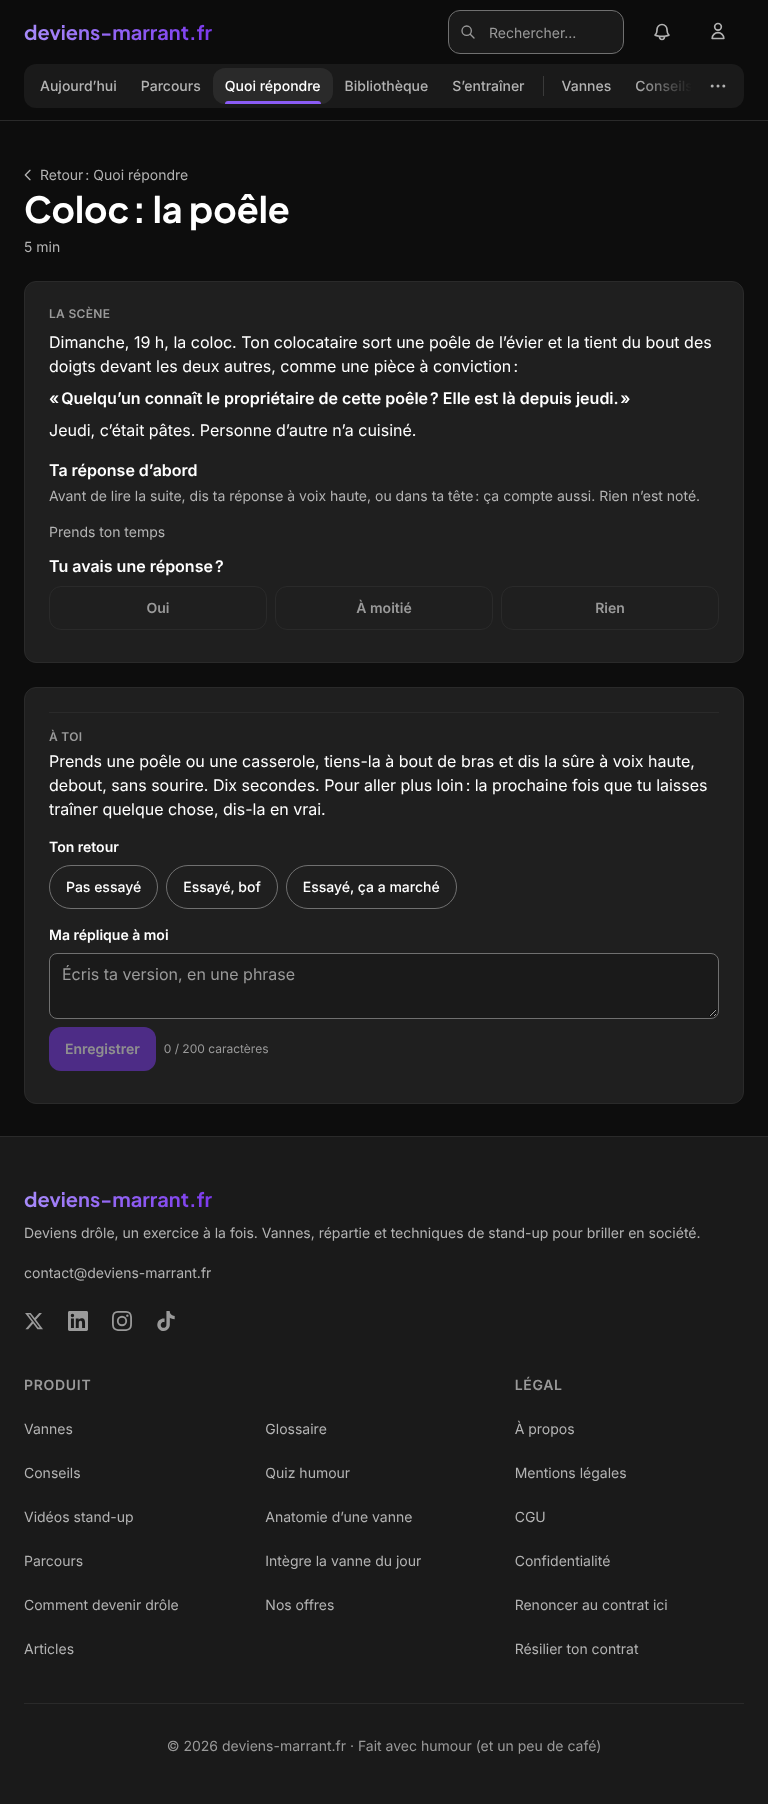 deviens-marrant.fr
Rechercher...
Aujourd’hui
Parcours
Quoi répondre
Bibliothèque
S’entraîner
Vannes
Conseils
Retour : Quoi répondre
Coloc : la poêle
5 min
LA SCÈNE
Dimanche, 19 h, la coloc. Ton colocataire sort une poêle de l’évier et la tient du bout des
doigts devant les deux autres, comme une pièce à conviction :
« Quelqu’un connaît le propriétaire de cette poêle ? Elle est là depuis jeudi. »
Jeudi, c’était pâtes. Personne d’autre n’a cuisiné.
Ta réponse d’abord
Avant de lire la suite, dis ta réponse à voix haute, ou dans ta tête : ça compte aussi. Rien n’est noté.
Prends ton temps
Tu avais une réponse ?
Oui
À moitié
Rien
À TOI
Prends une poêle ou une casserole, tiens-la à bout de bras et dis la sûre à voix haute,
debout, sans sourire. Dix secondes. Pour aller plus loin : la prochaine fois que tu laisses
traîner quelque chose, dis-la en vrai.
Ton retour
Pas essayé
Essayé, bof
Essayé, ça a marché
Ma réplique à moi
Écris ta version, en une phrase
Enregistrer
0 / 200 caractères
deviens-marrant.fr
Deviens drôle, un exercice à la fois. Vannes, répartie et techniques de stand-up pour briller en société.
contact@deviens-marrant.fr
PRODUIT
Vannes
Conseils
Vidéos stand-up
Parcours
Comment devenir drôle
Articles
Glossaire
Quiz humour
Anatomie d’une vanne
Intègre la vanne du jour
Nos offres
LÉGAL
À propos
Mentions légales
CGU
Confidentialité
Renoncer au contrat ici
Résilier ton contrat
© 2026 deviens-marrant.fr · Fait avec humour (et un peu de café)